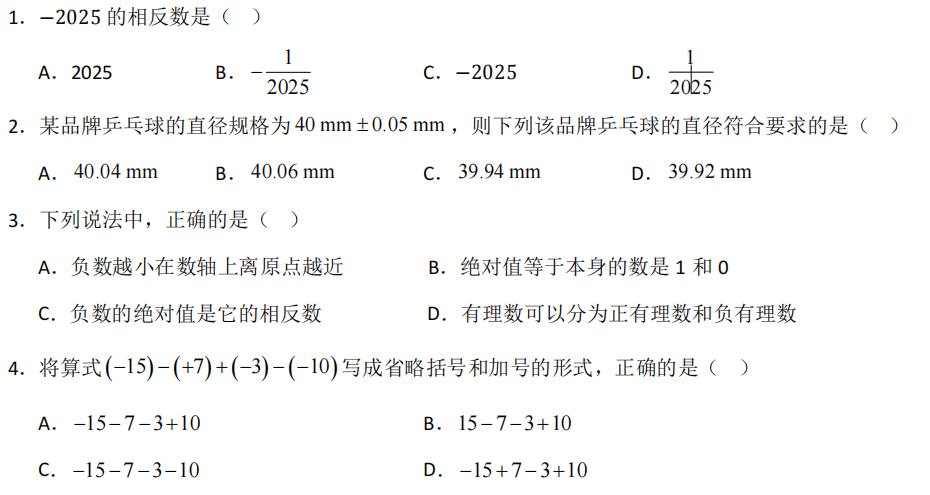 1．−2025 的相反数是（　）
A．2025　B．−1/2025　C．−2025　D．1/2025
2．某品牌乒乓球的直径规格为 40 mm ± 0.05 mm，则下列该品牌乒乓球的直径符合要求的是（　）
A．40.04 mm　B．40.06 mm　C．39.94 mm　D．39.92 mm
3．下列说法中，正确的是（　）
A．负数越小在数轴上离原点越近　B．绝对值等于本身的数是 1 和 0
C．负数的绝对值是它的相反数　D．有理数可以分为正有理数和负有理数
4．将算式(−15)−(+7)+(−3)−(−10)写成省略括号和加号的形式，正确的是（　）
A．−15−7−3+10　B．15−7−3+10
C．−15−7−3−10　D．−15+7−3+10